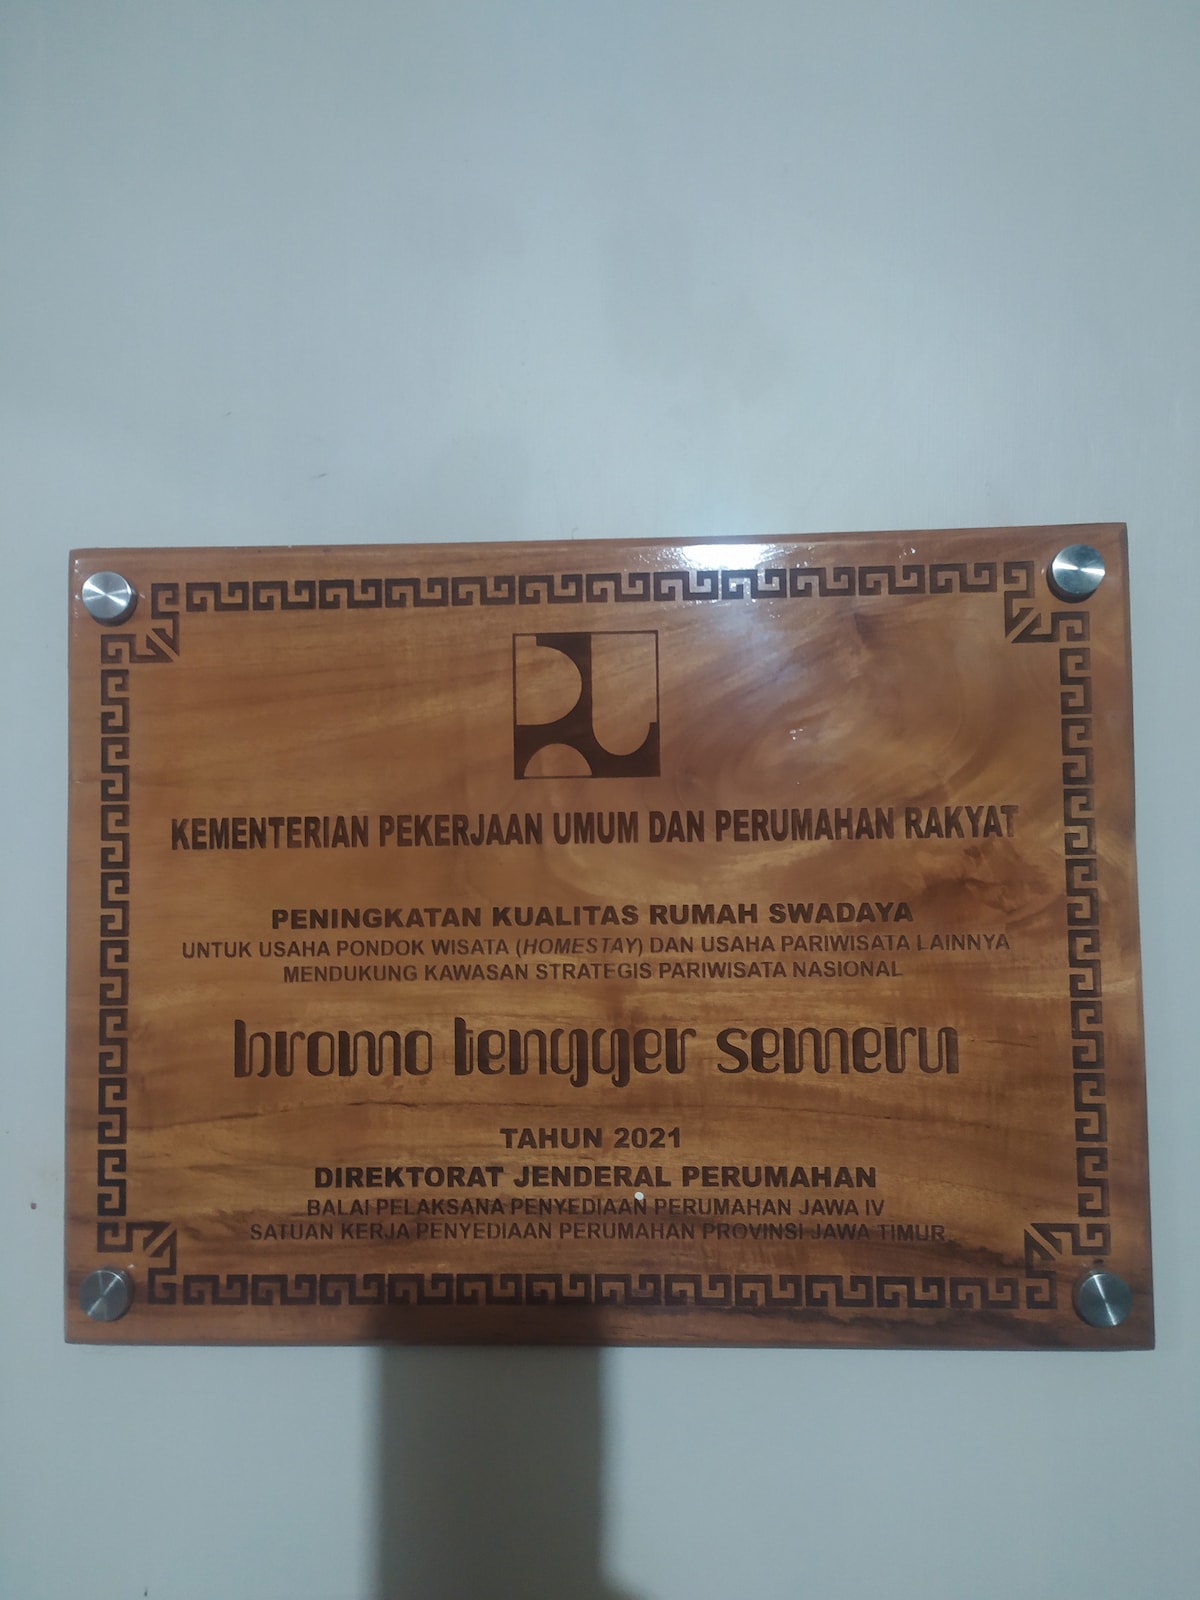 KEMENTERIAN PEKERJAAN UMUM DAN PERUMAHAN RAKYAT
PENINGKATAN KUALITAS RUMAH SWADAYA
UNTUK USAHA PONDOK WISATA (HOMESTAY) DAN USAHA PARIWISATA LAINNYA
MENDUKUNG KAWASAN STRATEGIS PARIWISATA NASIONAL
bromo tengger semeru
TAHUN 2021
DIREKTORAT JENDERAL PERUMAHAN
BALAI PELAKSANA PENYEDIAAN PERUMAHAN JAWA IV
SATUAN KERJA PENYEDIAAN PERUMAHAN PROVINSI JAWA TIMUR